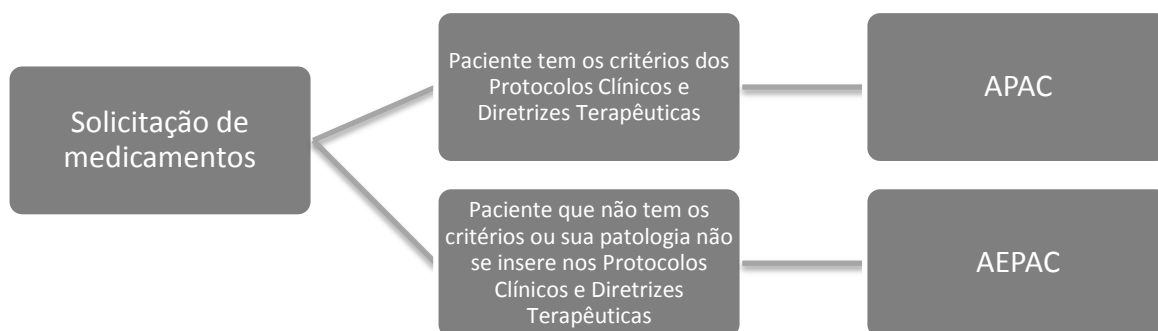 Solicitação de
medicamentos
Paciente tem os critérios dos
Protocolos Clínicos e
Diretrizes Terapêuticas
APAC
Paciente que não tem os
critérios ou sua patologia não
se insere nos Protocolos
Clínicos e Diretrizes
Terapêuticas
AEPAC